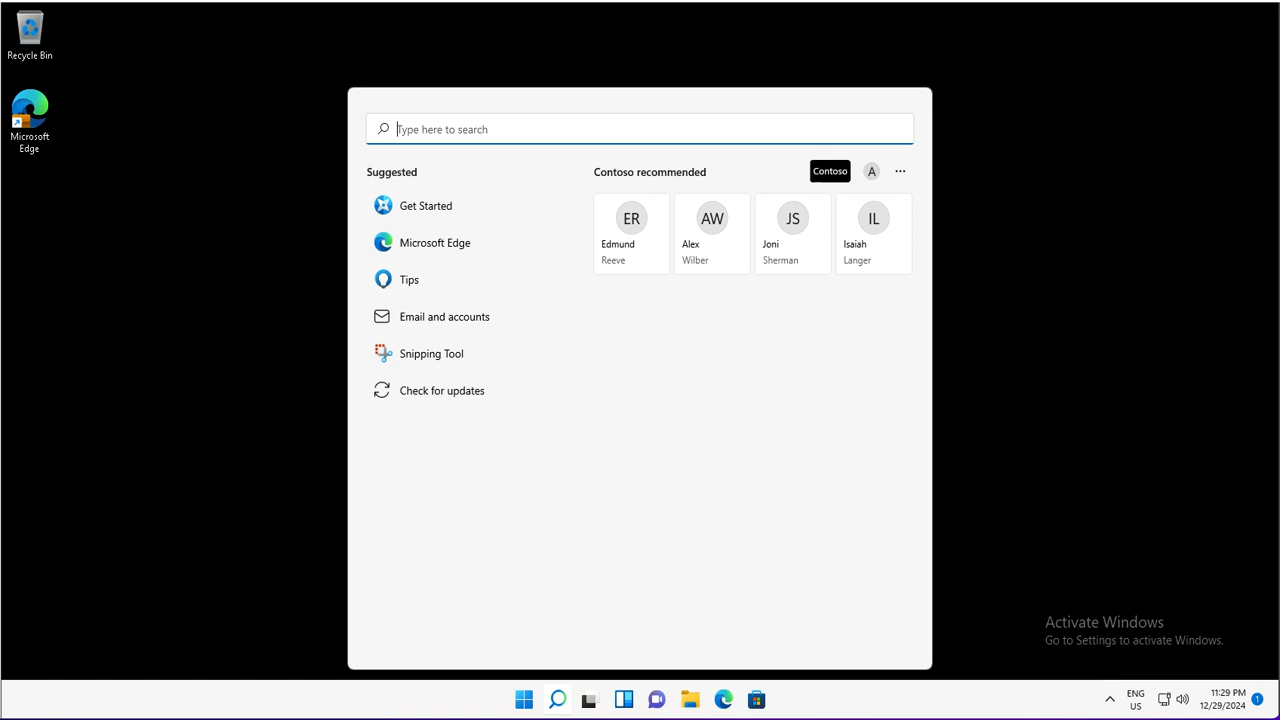 Recycle Bin
Microsoft
Edge
Type here to search
Suggested
Get Started
Microsoft Edge
Tips
Email and accounts
Snipping Tool
Check for updates
Contoso recommended
Contoso
A
ER
Edmund
Reeve
AW
Alex
Wilber
JS
Joni
Sherman
IL
Isaiah
Langer
Activate Windows
Go to Settings to activate Windows.
ENG
US
11:29 PM
12/29/2024
1